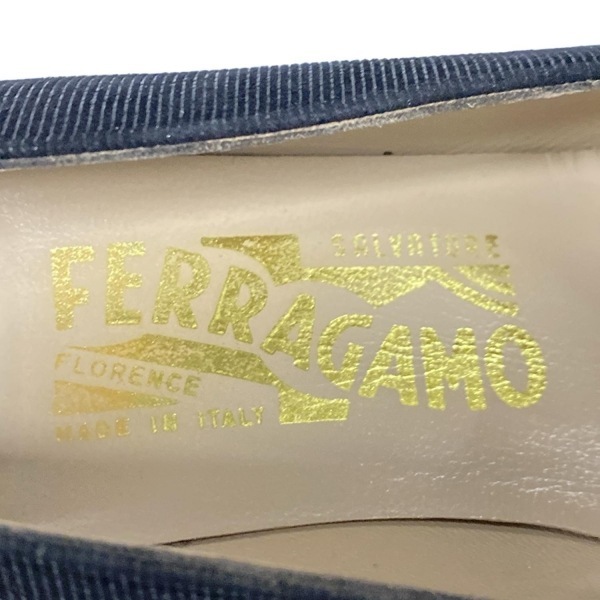 SALVATORE
FERRAGAMO
FLORENCE
MADE IN ITALY